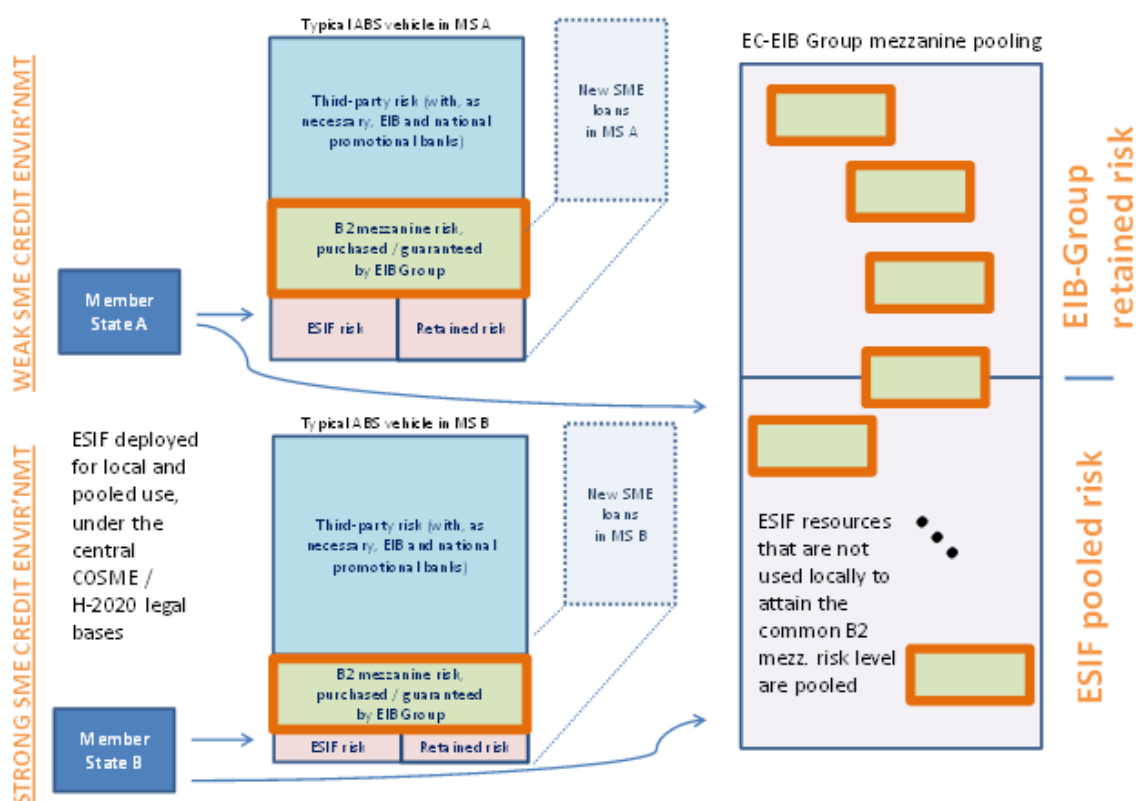 Typical ABS vehicle in MS A
WEAK SME CREDIT ENVIR'NMT
Third-party risk (with, as
necessary, EIB and national
promotional banks)
New SME
loans
in MS A
B2 mezzanine risk,
purchased / guaranteed
by EIB Group
Member
State A
ESIF risk
Retained risk
STRONG SME CREDIT ENVIR'NMT
ESIF deployed
for local and
pooled use,
under the
central
COSME /
H-2020 legal
bases
Typical ABS vehicle in MS B
Third-party risk (with, as
necessary, EIB and national
promotional banks)
New SME
loans
in MS B
B2 mezzanine risk,
purchased / guaranteed
by EIB Group
Member
State B
ESIF risk
Retained risk
EC-EIB Group mezzanine pooling
EIB-Group
retained risk
ESIF resources
that are not
used locally to
attain the
common B2
mezz. risk level
are pooled
ESIF pooled risk